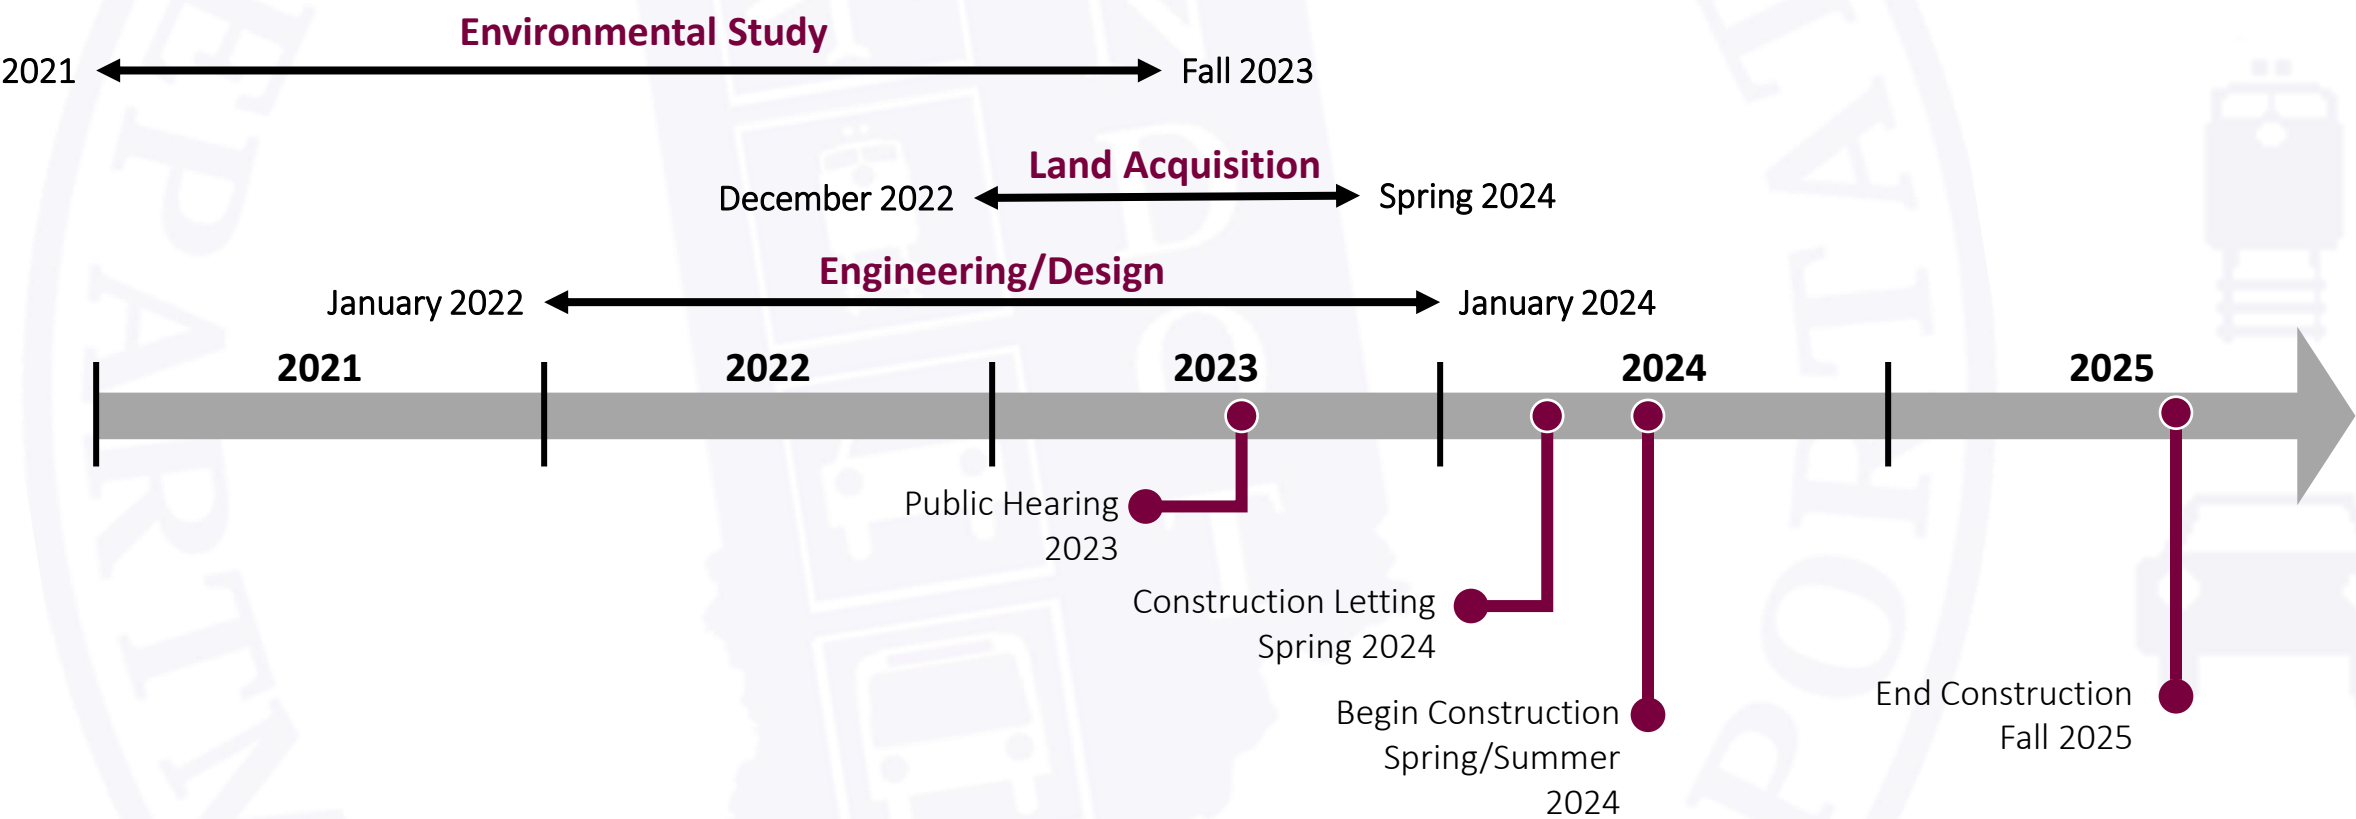 Environmental Study
2021
Fall 2023
Land Acquisition
December 2022
Spring 2024
Engineering/Design
January 2022
January 2024
2021
2022
2023
2024
2025
Public Hearing
2023
Construction Letting
Spring 2024
Begin Construction
Spring/Summer
2024
End Construction
Fall 2025